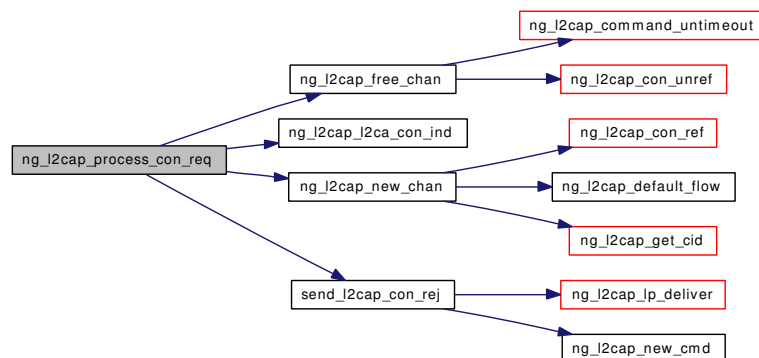 ng_l2cap_command_untimeout
ng_l2cap_free_chan
ng_l2cap_con_unref
ng_l2cap_l2ca_con_ind
ng_l2cap_con_ref
ng_l2cap_process_con_req
ng_l2cap_new_chan
ng_l2cap_default_flow
ng_l2cap_get_cid
send_l2cap_con_rej
ng_l2cap_lp_deliver
ng_l2cap_new_cmd